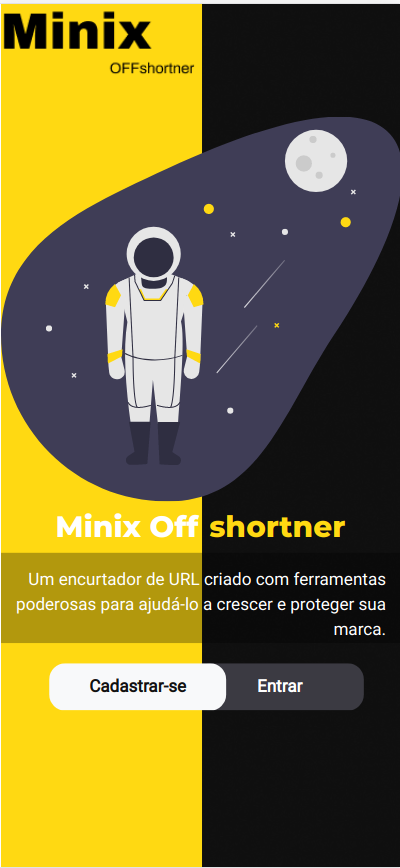 Minix
OFFshortner
Minix Off shortner
Um encurtador de URL criado com ferramentas
poderosas para ajudá-lo a crescer e proteger sua
marca.
Cadastrar-se
Entrar